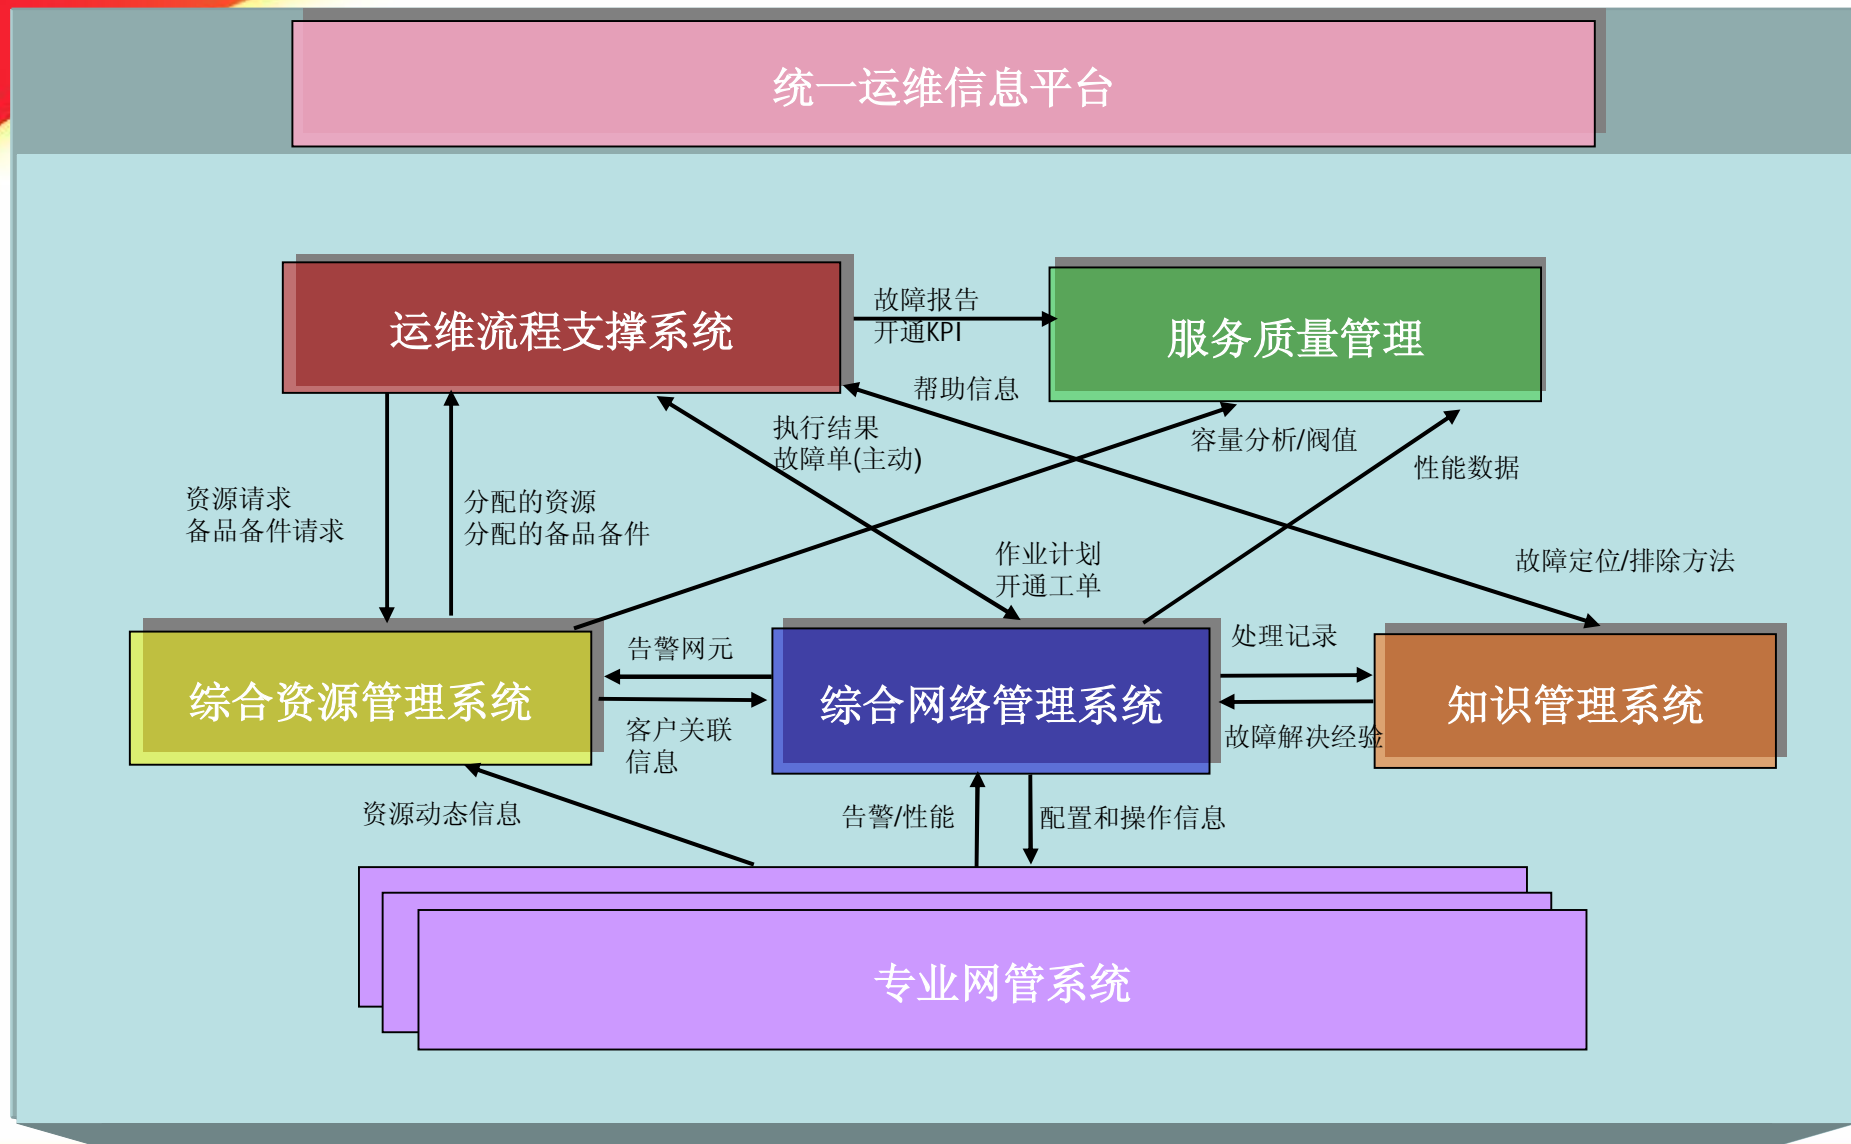 统一运维信息平台
运维流程支撑系统
故障报告
开通KPI
服务质量管理
帮助信息
执行结果
故障单(主动)
容量分析/阀值
性能数据
资源请求
备品备件请求
分配的资源
分配的备品备件
作业计划
开通工单
故障定位/排除方法
综合资源管理系统
告警网元
客户关联
信息
综合网络管理系统
处理记录
故障解决经验
知识管理系统
资源动态信息
告警/性能
配置和操作信息
专业网管系统